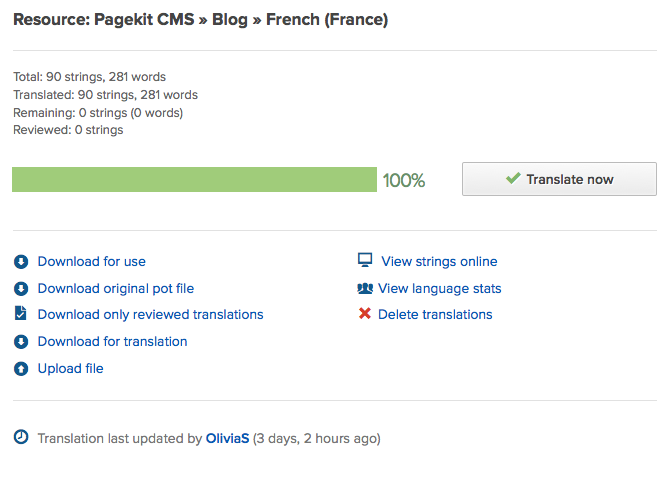 Resource: Pagekit CMS » Blog » French (France)
Total: 90 strings, 281 words
Translated: 90 strings, 281 words
Remaining: 0 strings (0 words)
Reviewed: 0 strings
100%
Translate now
Download for use
View strings online
Download original pot file
View language stats
Download only reviewed translations
Delete translations
Download for translation
Upload file
Translation last updated by OliviaS (3 days, 2 hours ago)